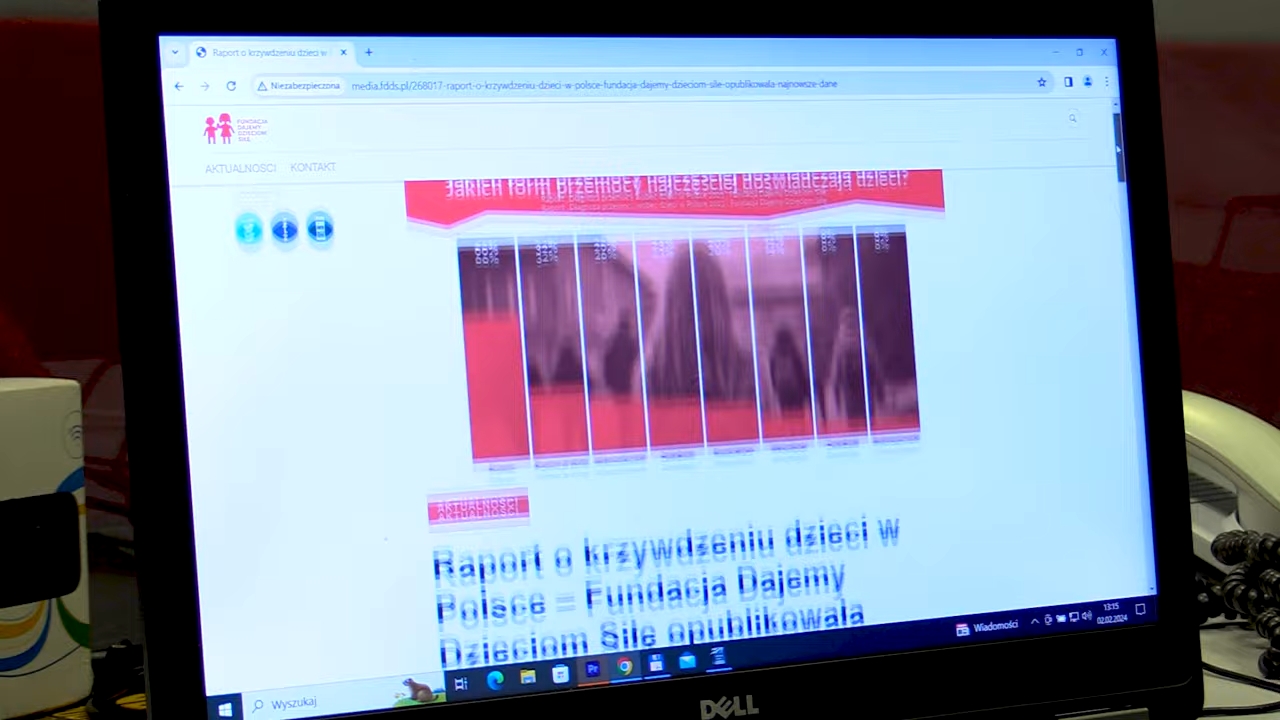 Raport o krzywdzeniu dzieci w
Niezabezpieczona
media.fdds.pl/268017-raport-o-krzywdzeniu-dzieci-w-polsce-fundacja-dajemy-dzieciom-sile-opublikowala-najnowsze-dane
FUNDACJA
DAJEMY
DZIECIOM
SIŁĘ
AKTUALNOŚCI KONTAKT
Jakich form przemocy najczęściej doświadczają dzieci?
AKTUALNOŚCI
Raport o krzywdzeniu dzieci w
Polsce – Fundacja Dajemy
Dzieciom Siłę opublikowała
Wyszukaj
Pr
Wiadomości
13:15
02.02.2024
DELL